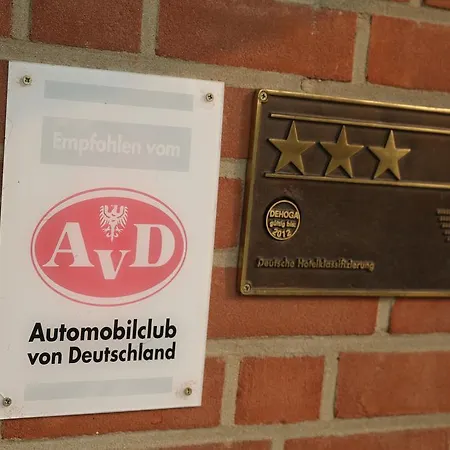 Empfohlen vom
AvD
Automobilclub
von Deutschland
DEHOGA
gültig bis:
2012
Deutsche Hotelklassifizierung